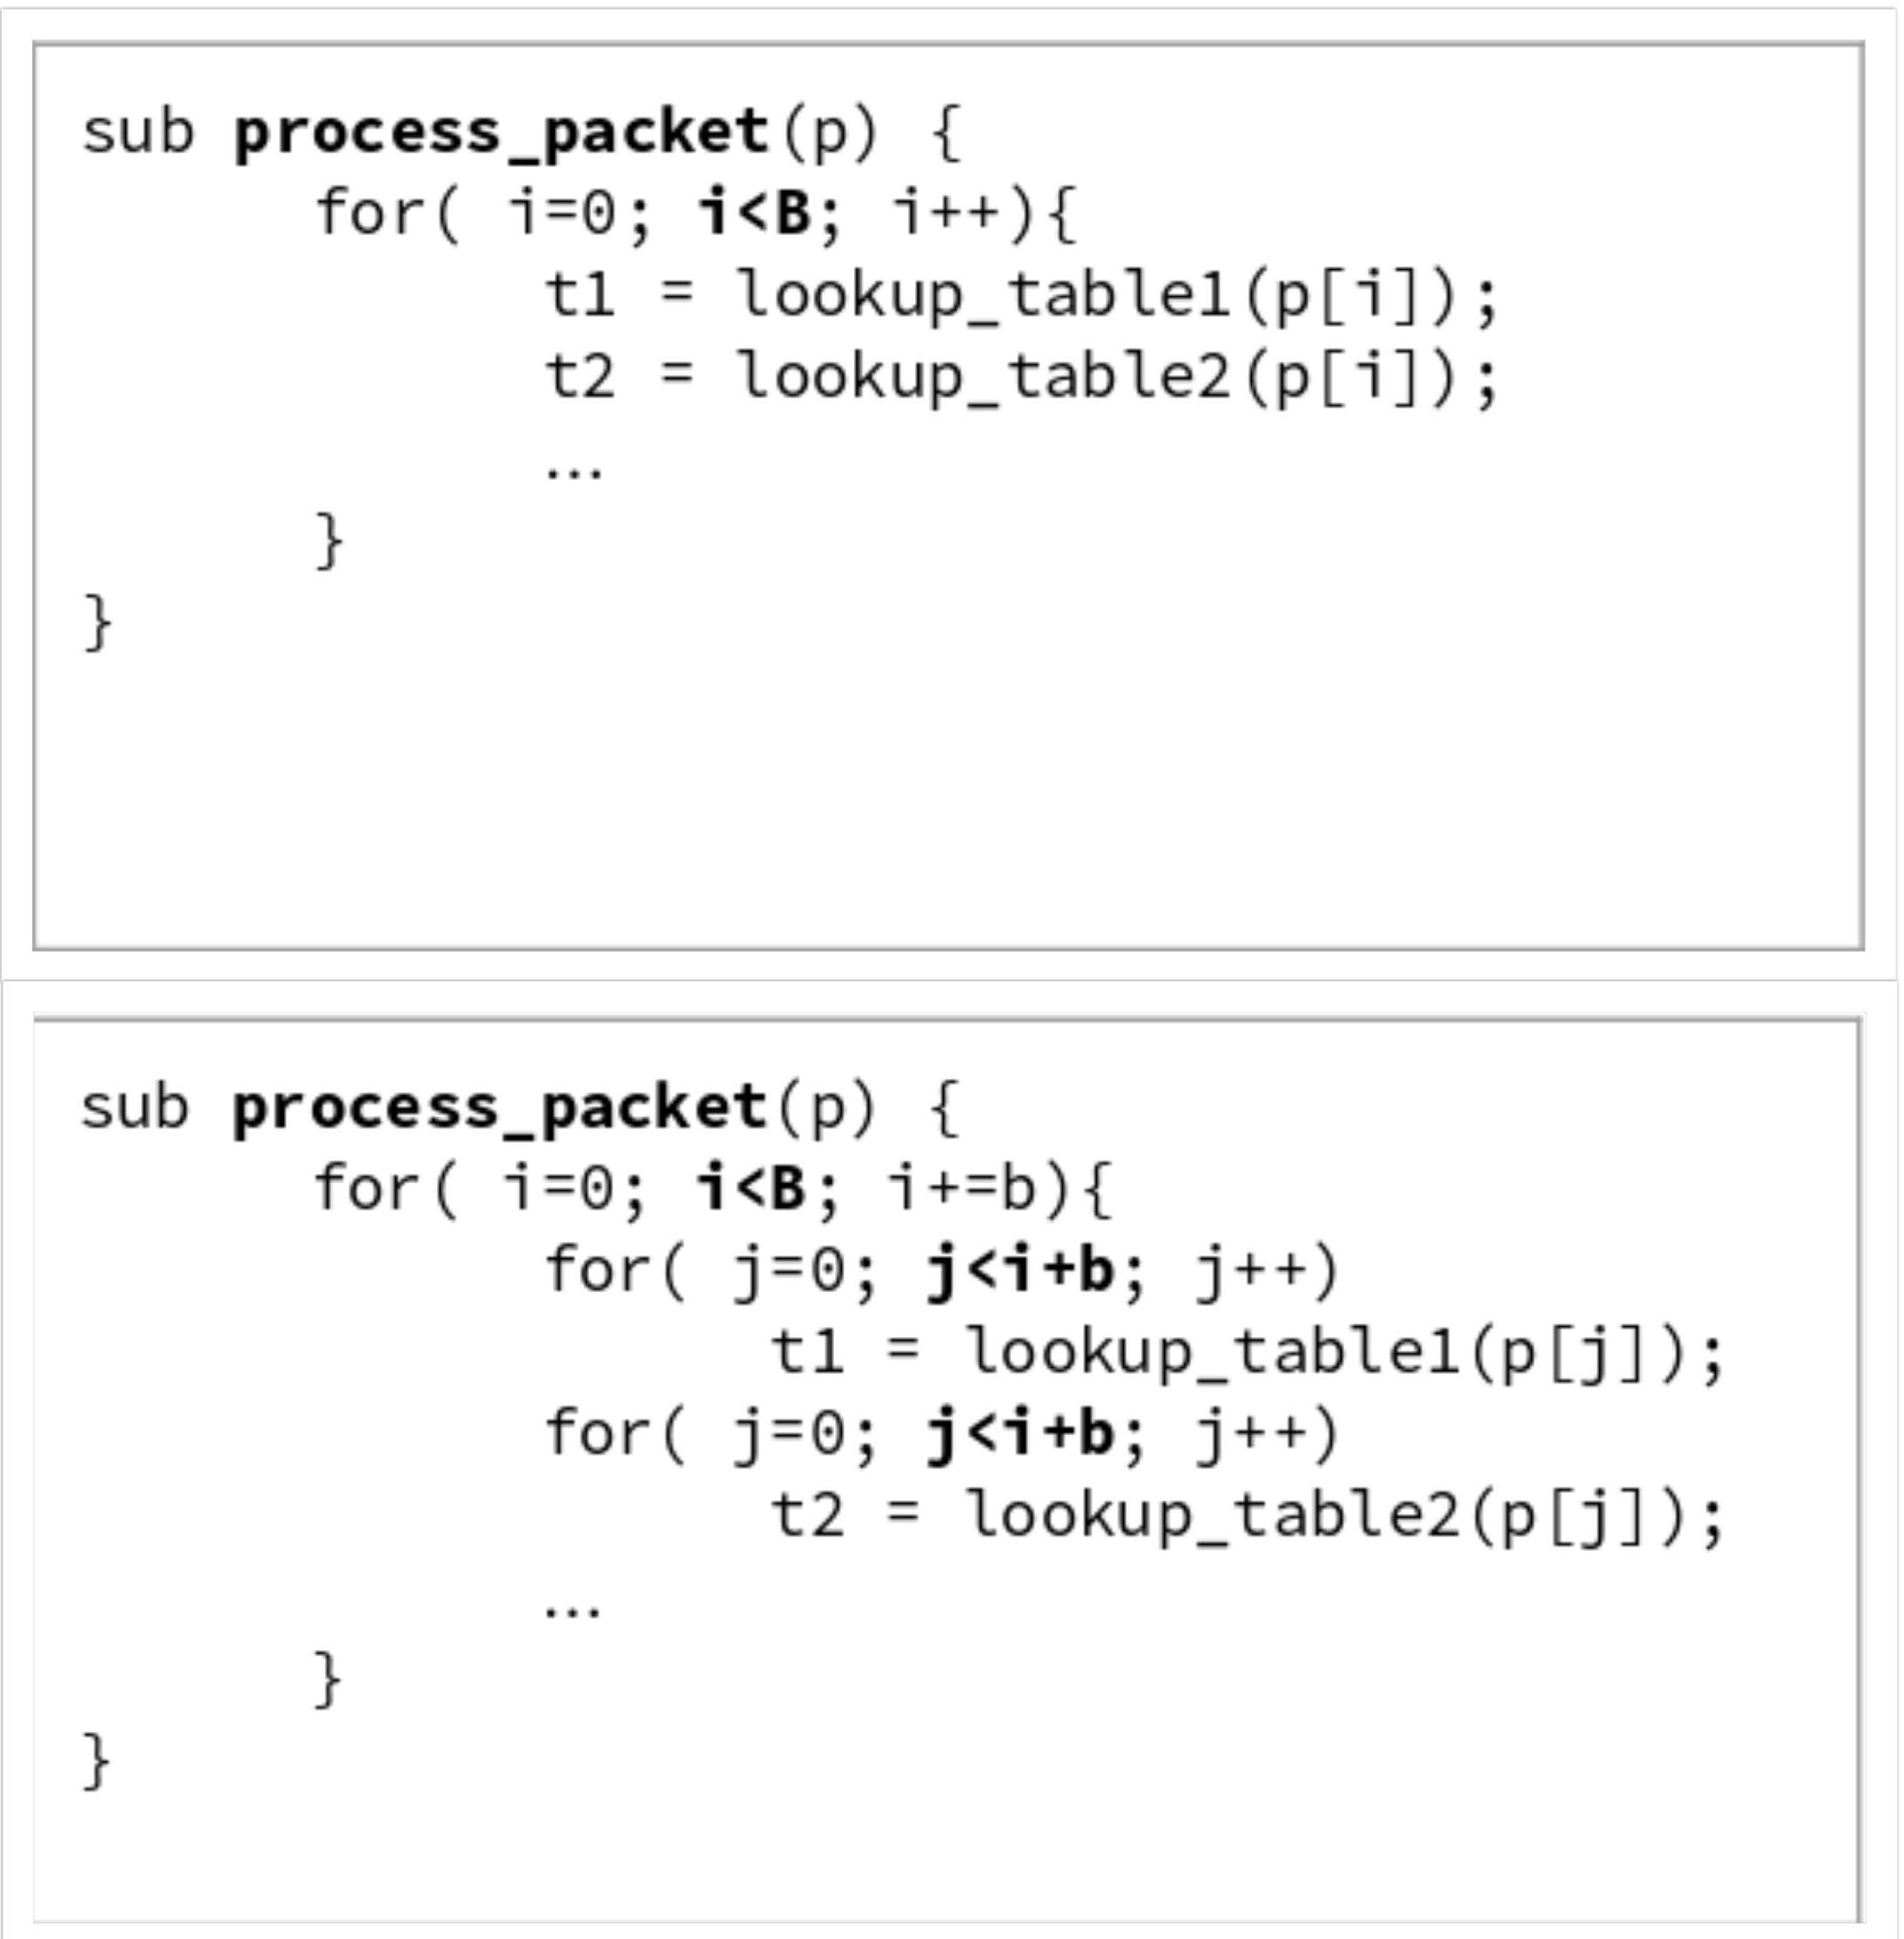 sub process_packet(p) {
for( i=0; i<B; i++){
t1 = lookup_table1(p[i]);
t2 = lookup_table2(p[i]);
...
}
}
sub process_packet(p) {
for( i=0; i<B; i+=b){
for( j=0; j<i+b; j++)
t1 = lookup_table1(p[j]);
for( j=0; j<i+b; j++)
t2 = lookup_table2(p[j]);
...
}
}